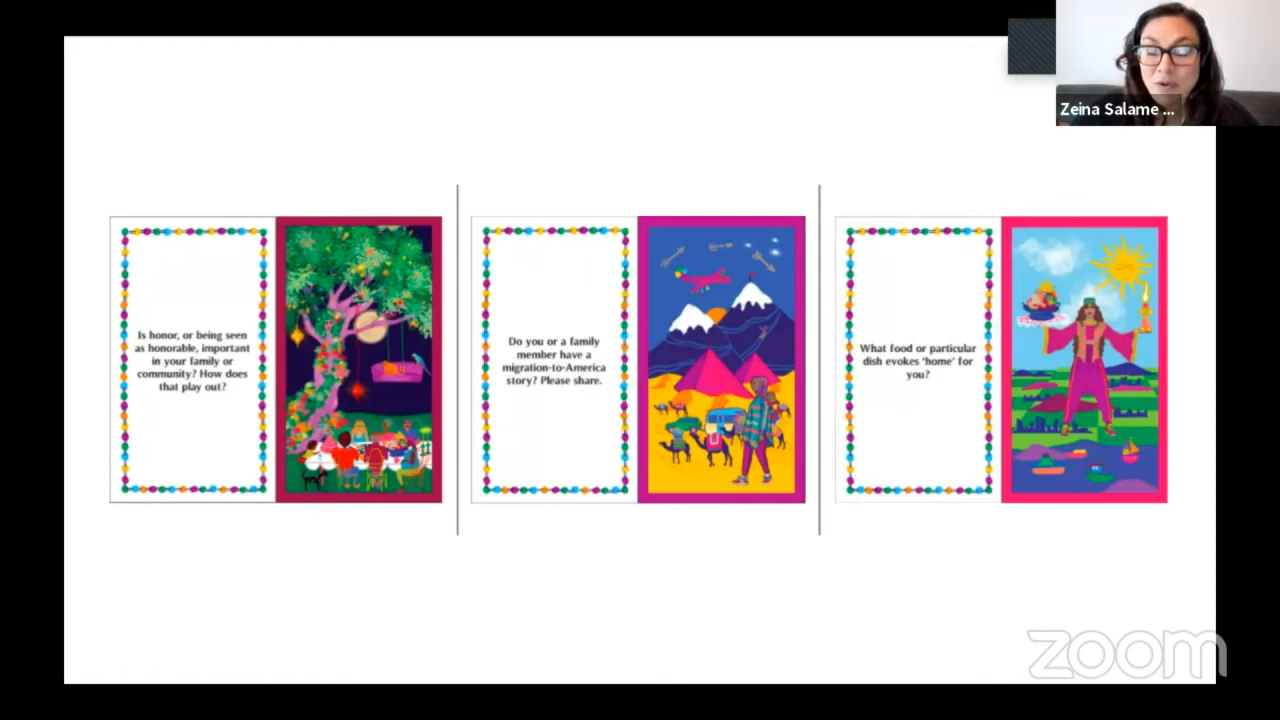 Zeina Salame ...
Is honor, or being seen
as honorable, important
in your family or
community? How does
that play out?
Do you or a family
member have a
migration-to-America
story? Please share.
What food or particular
dish evokes 'home' for
you?
zoom